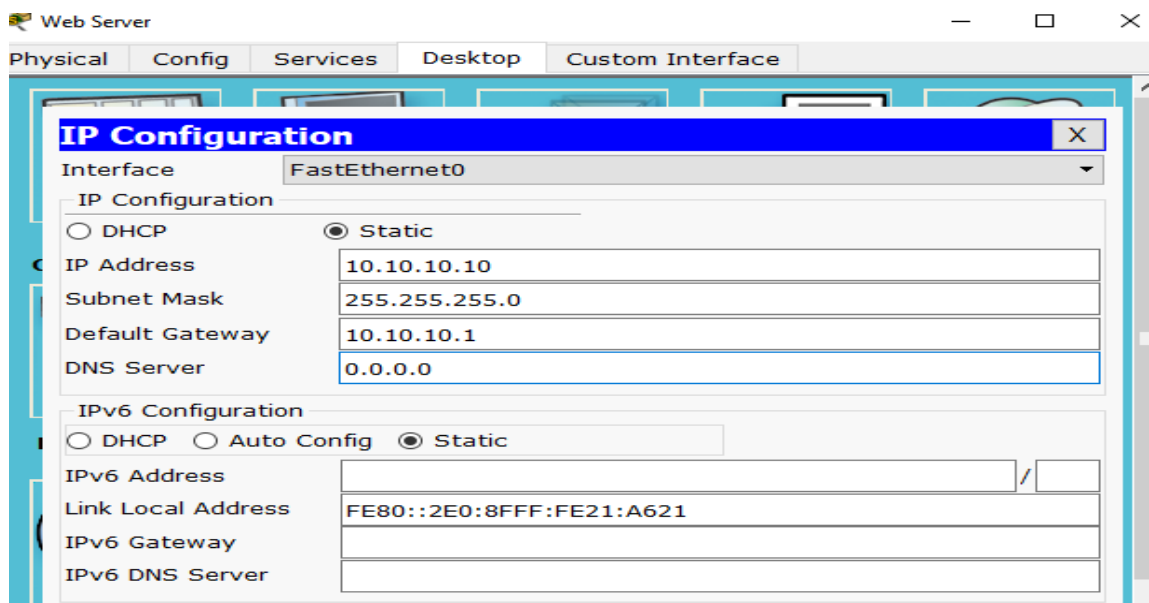 Web Server
Physical Config Services Desktop Custom Interface
IP Configuration X
Interface FastEthernet0
IP Configuration
DHCP Static
IP Address 10.10.10.10
Subnet Mask 255.255.255.0
Default Gateway 10.10.10.1
DNS Server 0.0.0.0
IPv6 Configuration
DHCP Auto Config Static
IPv6 Address /
Link Local Address FE80::2E0:8FFF:FE21:A621
IPv6 Gateway
IPv6 DNS Server